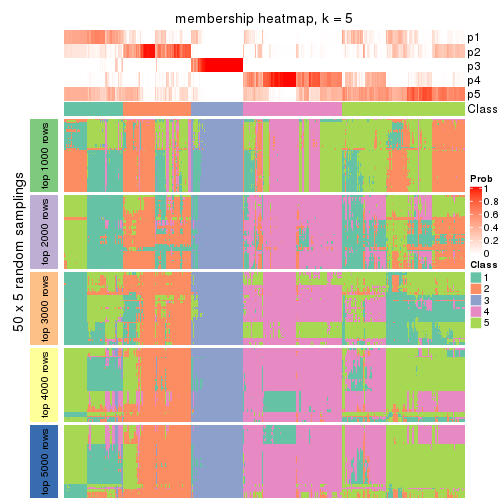 membership heatmap, k = 5
p1
p2
p3
p4
p5
Class
50 x 5 random samplings
top 1000 rows
top 2000 rows
top 3000 rows
top 4000 rows
top 5000 rows
Prob
1
0.8
0.6
0.4
0.2
0
Class
1
2
3
4
5